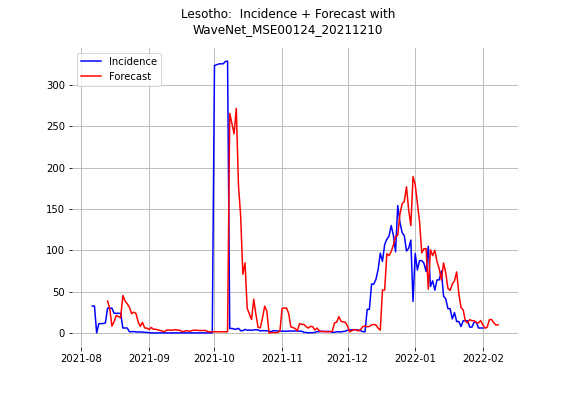 Lesotho:  Incidence + Forecast with
WaveNet_MSE00124_20211210
Incidence
Forecast
300
250
200
150
100
50
0
2021-08 2021-09 2021-10 2021-11 2021-12 2022-01 2022-02